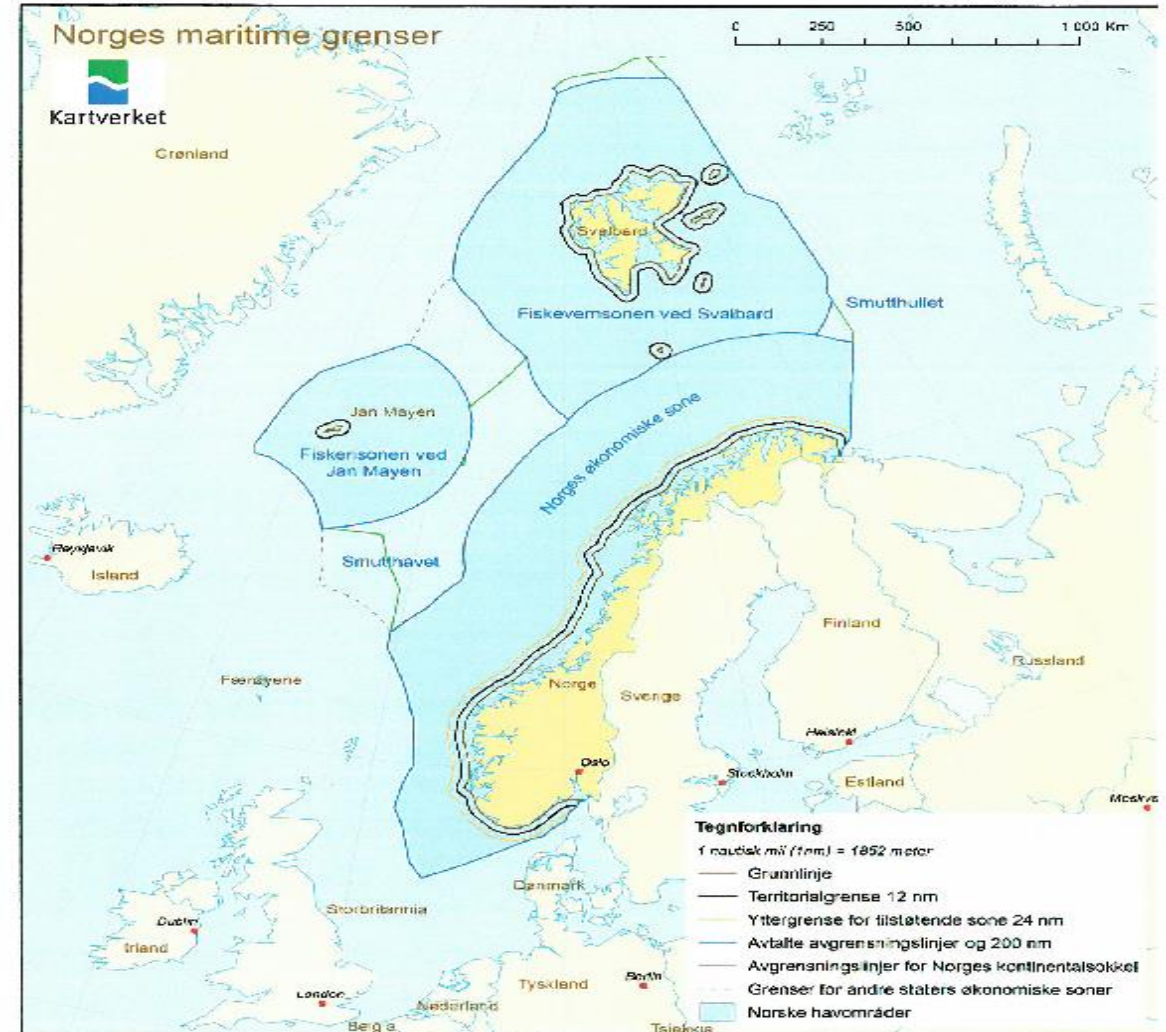 Norges maritime grenser
0 250 500 1 000 Km
Kartverket
Grønland
Svalbard
Smutthullet
Fiskevernsonen ved Svalbard
Jan Mayen
Fiskerisonen ved
Jan Mayen
Norges økonomiske sone
Reykjavik
Island
Smutthavet
Finland
Russland
Færøyene
Norge
Sverige
Helsinki
Oslo
Stockholm
Estland
Moskva
Tegnforklaring
1 nautisk mil (1nm) = 1852 meter
Grunnlinje
Danmark
Territorialgrense 12 nm
Storbritannia
Yttergrense for tilstøtende sone 24 nm
Dublin
Irland
Avtalte avgrensningslinjer og 200 nm
Avgrensningslinjer for Norges kontinentalsokkel
Tyskland
Berlin
Grenser for andre staters økonomiske soner
London
Nederland
Norske havområder
Belgia
Tsjekkia